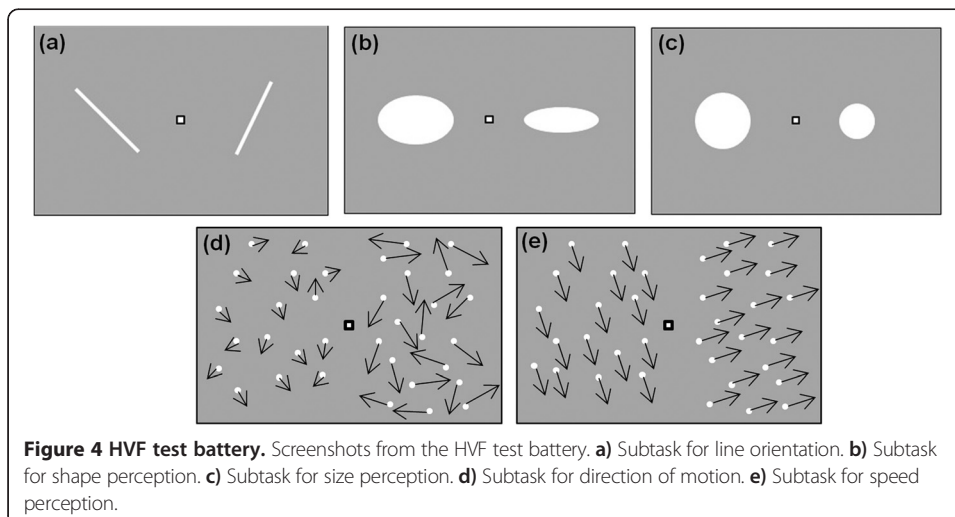 (a)
(b)
(c)
(d)
(e)
Figure 4 HVF test battery. Screenshots from the HVF test battery. a) Subtask for line orientation. b) Subtask
for shape perception. c) Subtask for size perception. d) Subtask for direction of motion. e) Subtask for speed
perception.